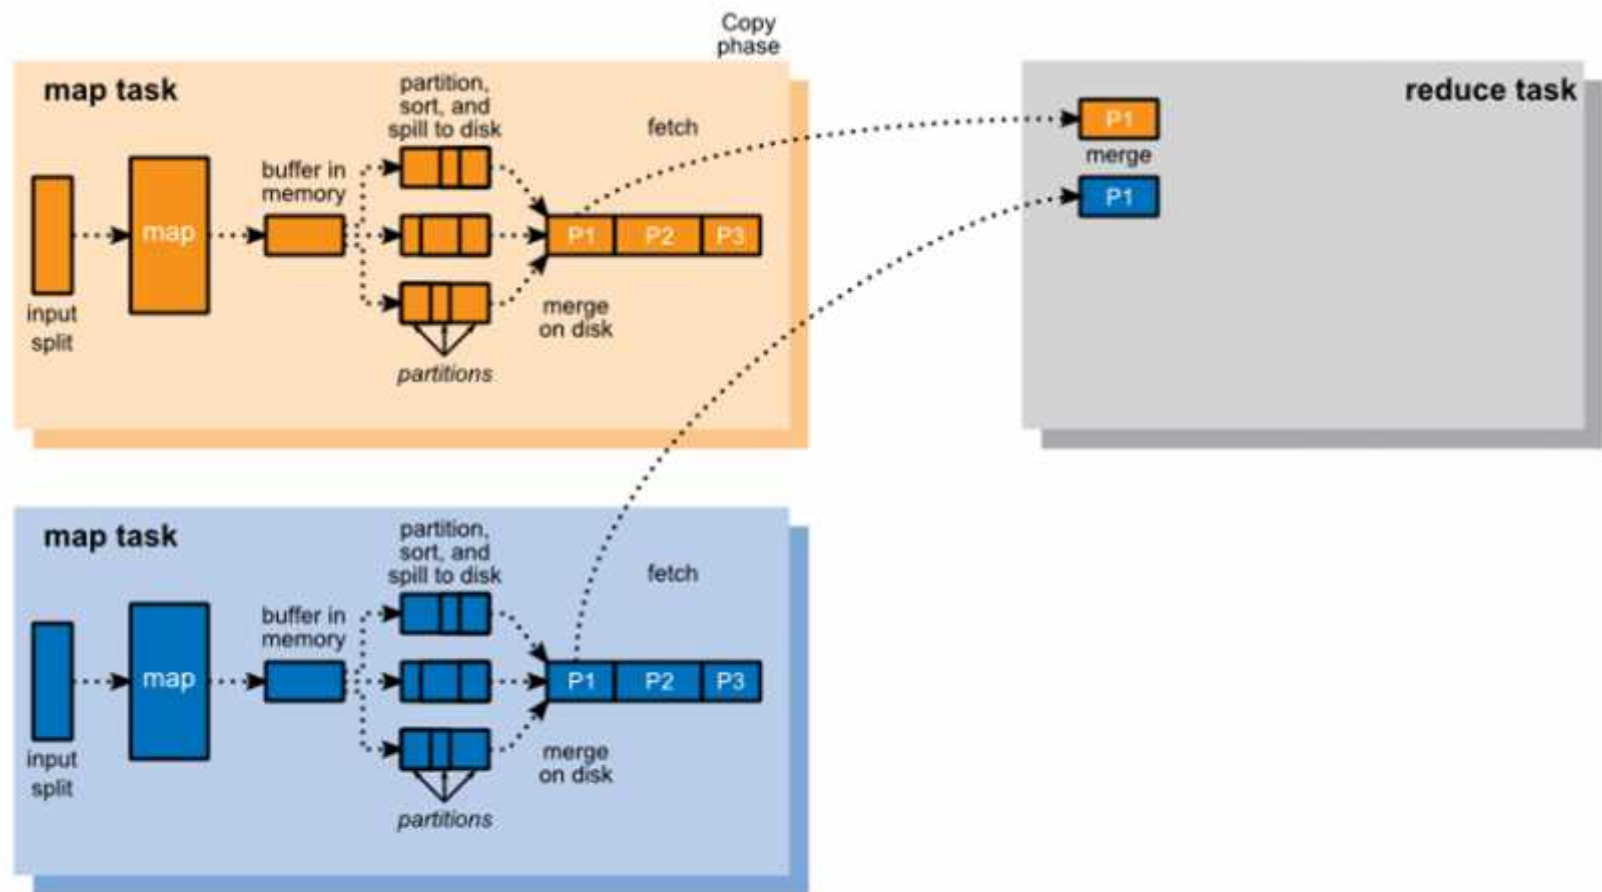 Copy
phase
map task
partition,
sort, and
spill to disk
fetch
buffer in
memory
map
P1 P2 P3
input
split
merge
on disk
partitions
reduce task
P1
merge
P1
map task
partition,
sort, and
spill to disk
fetch
buffer in
memory
map
P1 P2 P3
input
split
merge
on disk
partitions